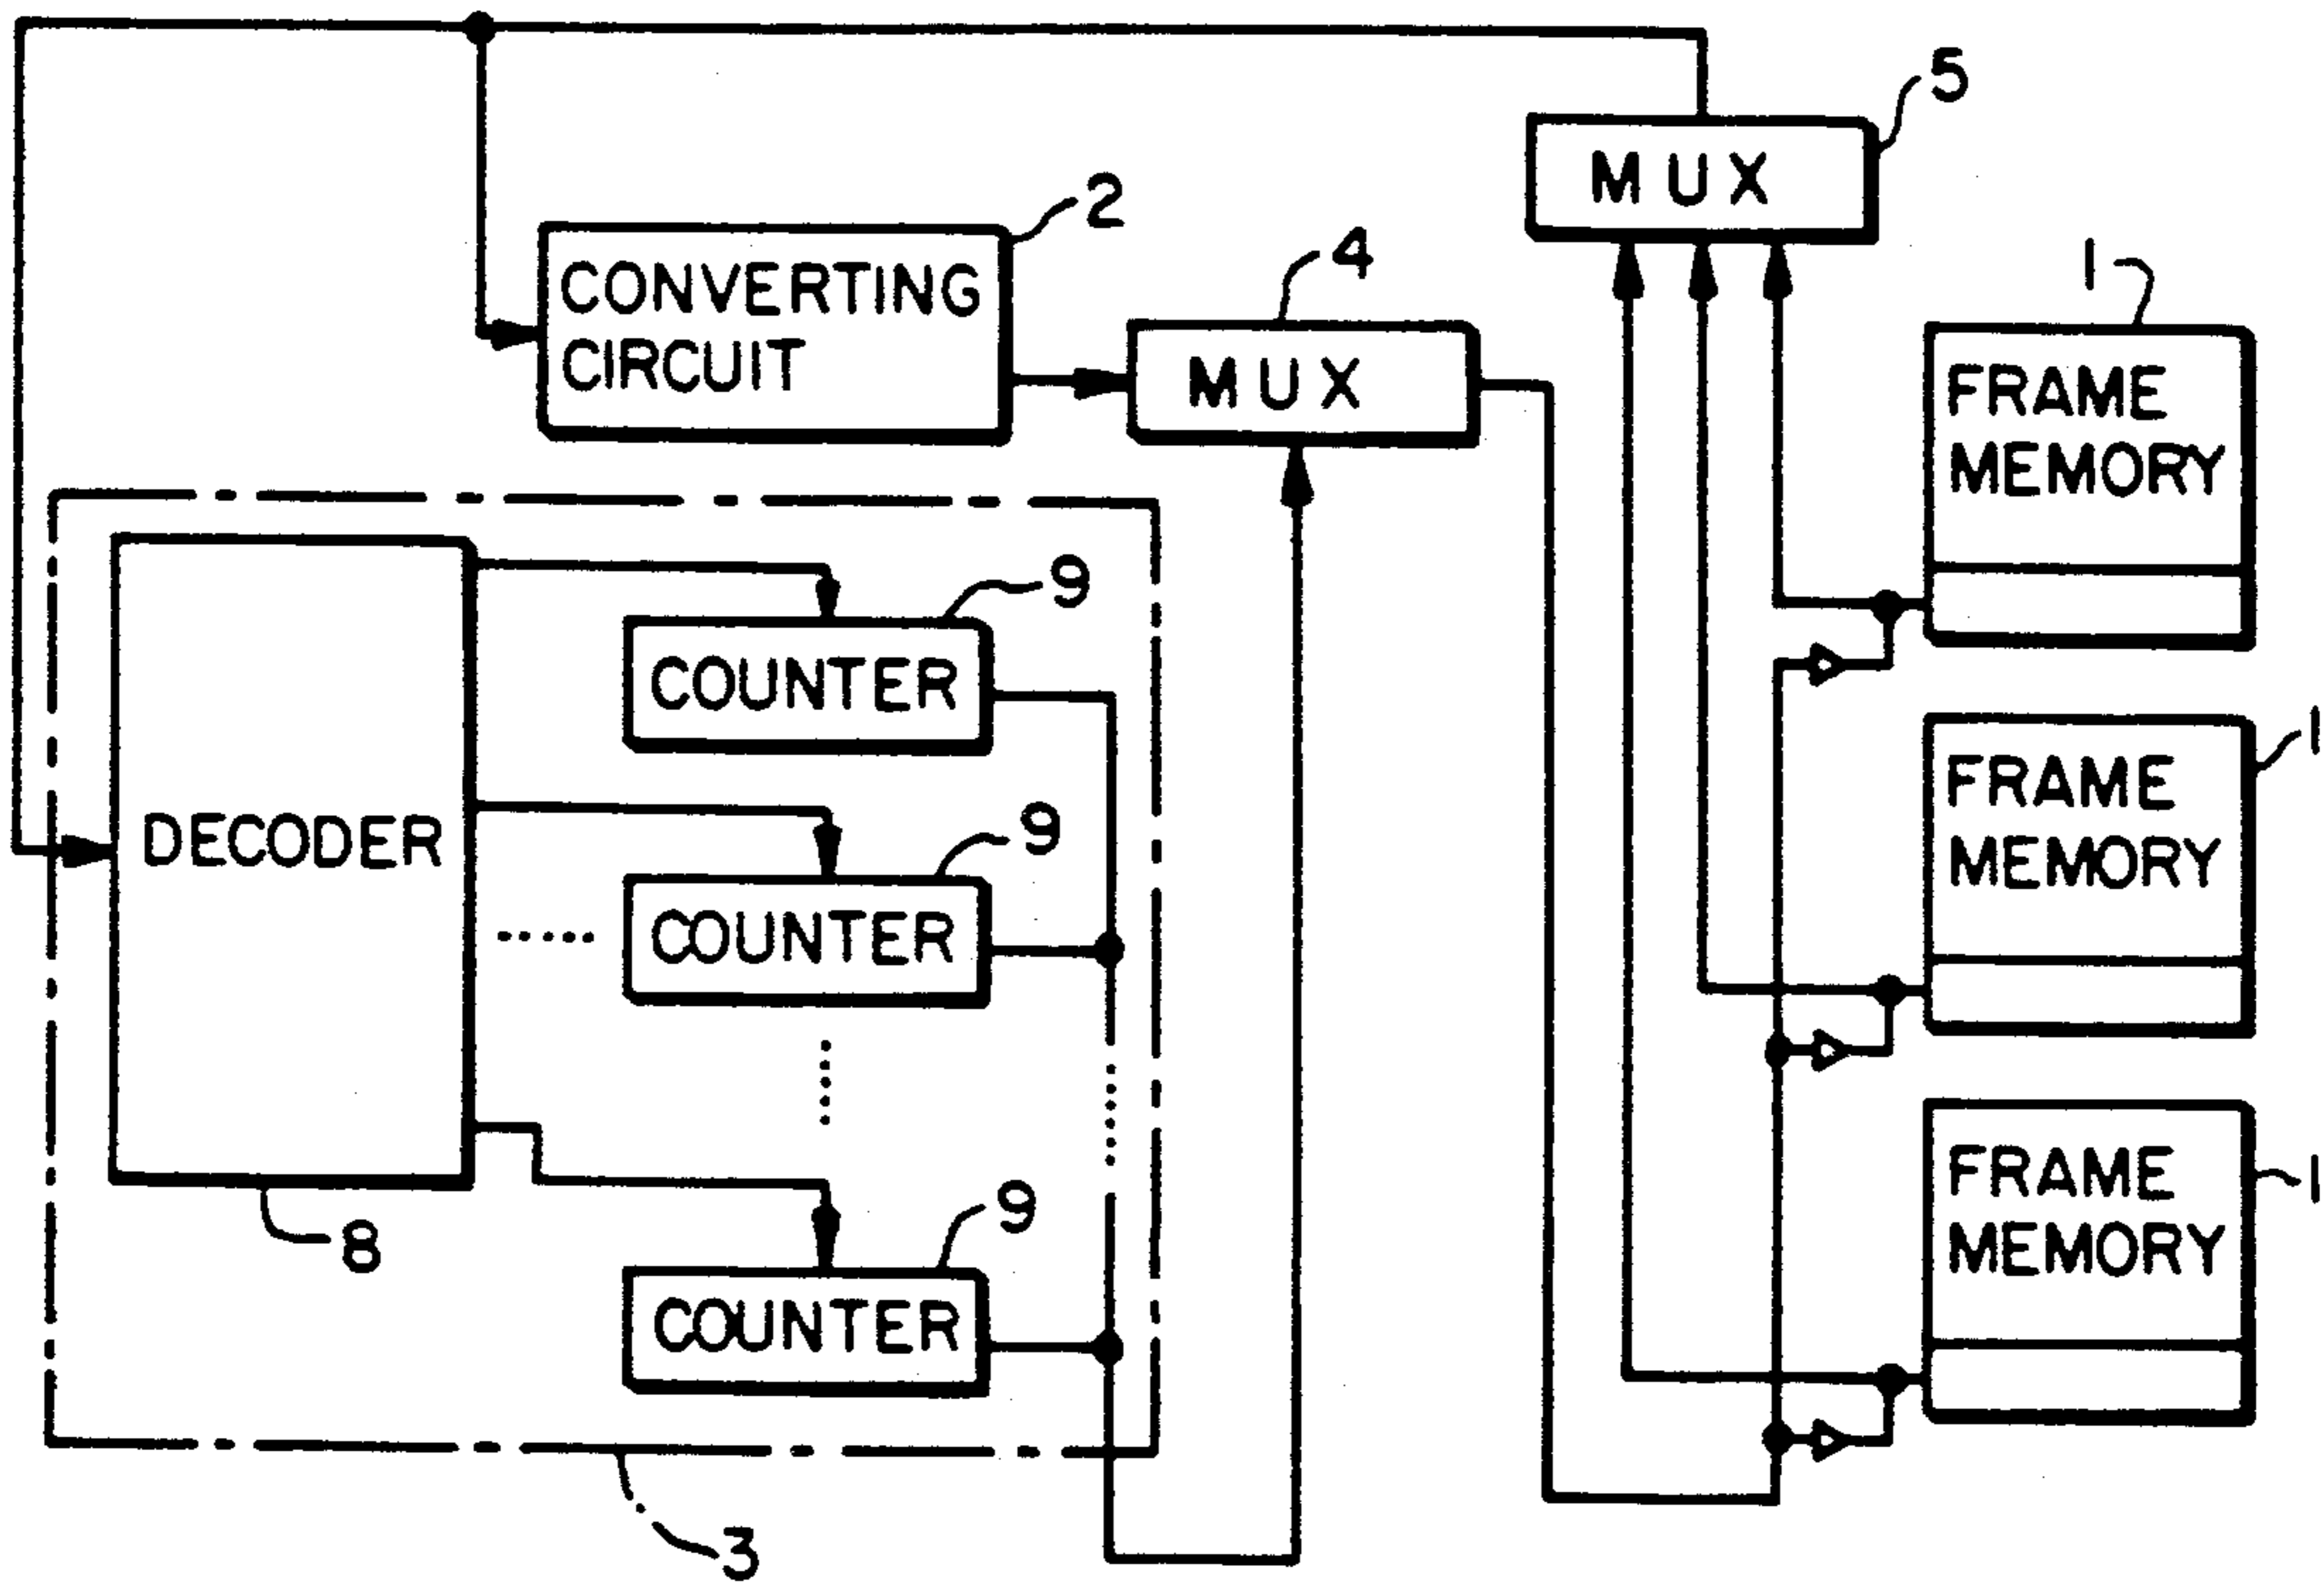 5
MUX
2
CONVERTING
CIRCUIT
4
MUX
1
FRAME
MEMORY
9
COUNTER
1
FRAME
MEMORY
DECODER
9
COUNTER
1
FRAME
MEMORY
8
9
COUNTER
3